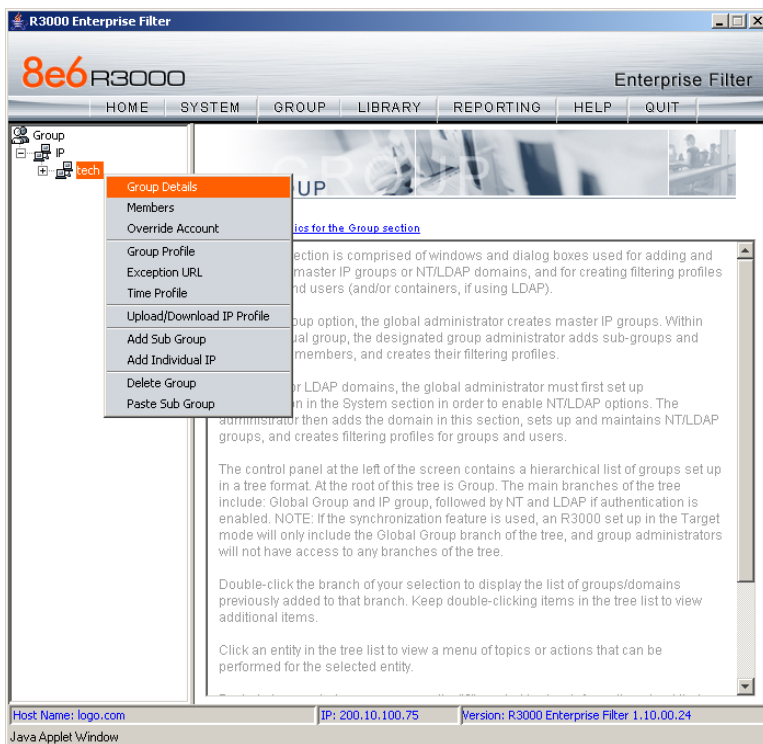 R3000 Enterprise Filter
8e6 R3000
Enterprise Filter
HOME SYSTEM GROUP LIBRARY REPORTING HELP QUIT
Group
IP
tech
Group Details
Members
Override Account
Group Profile
Exception URL
Time Profile
Upload/Download IP Profile
Add Sub Group
Add Individual IP
Delete Group
Paste Sub Group
GROUP
UP
ics for the Group section
ection is comprised of windows and dialog boxes used for adding and
master IP groups or NT/LDAP domains, and for creating filtering profiles
nd users (and/or containers, if using LDAP).
oup option, the global administrator creates master IP groups. Within
ual group, the designated group administrator adds sub-groups and
members, and creates their filtering profiles.
or LDAP domains, the global administrator must first set up
n in the System section in order to enable NT/LDAP options. The
administrator then adds the domain in this section, sets up and maintains NT/LDAP
groups, and creates filtering profiles for groups and users.
The control panel at the left of the screen contains a hierarchical list of groups set up
in a tree format. At the root of this tree is Group. The main branches of the tree
include: Global Group and IP group, followed by NT and LDAP if authentication is
enabled. NOTE: If the synchronization feature is used, an R3000 set up in the Target
mode will only include the Global Group branch of the tree, and group administrators
will not have access to any branches of the tree.
Double-click the branch of your selection to display the list of groups/domains
previously added to that branch. Keep double-clicking items in the tree list to view
additional items.
Click an entity in the tree list to view a menu of topics or actions that can be
performed for the selected entity.
Host Name: logo.com
IP: 200.10.100.75
Version: R3000 Enterprise Filter 1.10.00.24
Java Applet Window